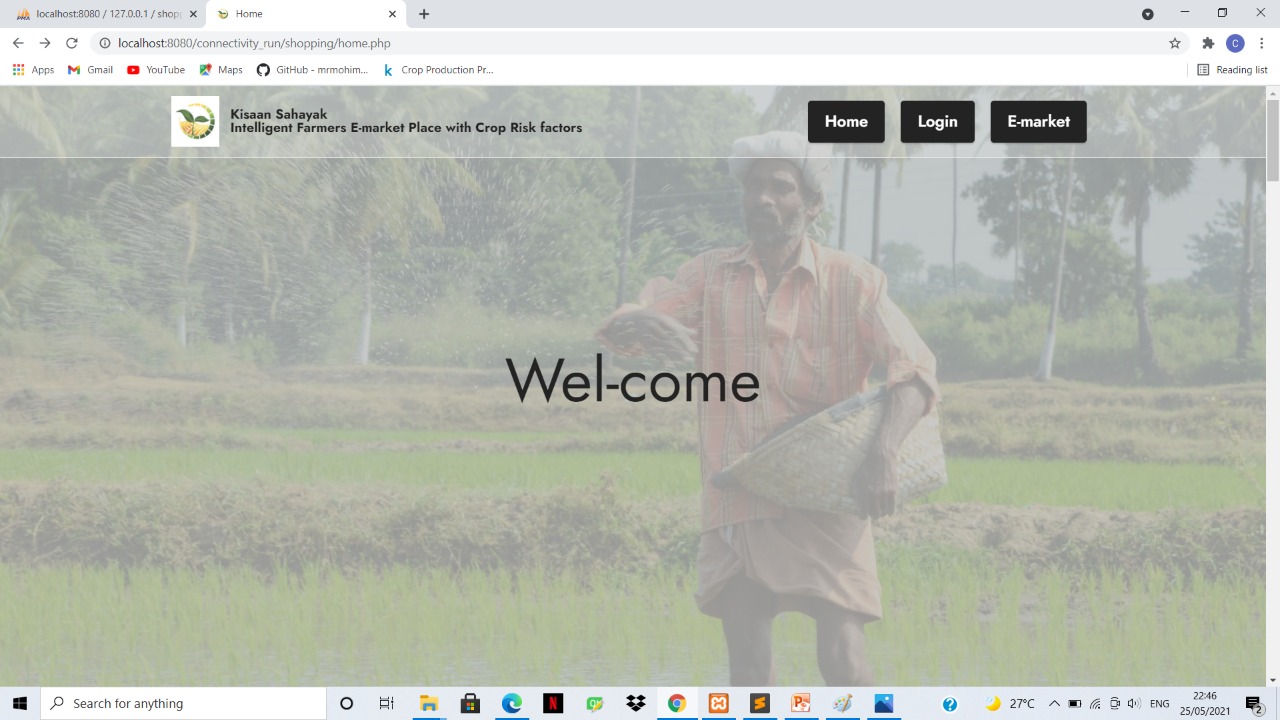 localhost:8080 / 127.0.0.1 / shop
Home
localhost:8080/connectivity_run/shopping/home.php
Apps
Gmail
YouTube
Maps
GitHub - mrmohim...
Crop Production Pr...
Reading list
Kisaan Sahayak
Intelligent Farmers E-market Place with Crop Risk factors
Home
Login
E-market
Wel-come
Search for anything
27°C
ENG
22:46
25/05/2021
2